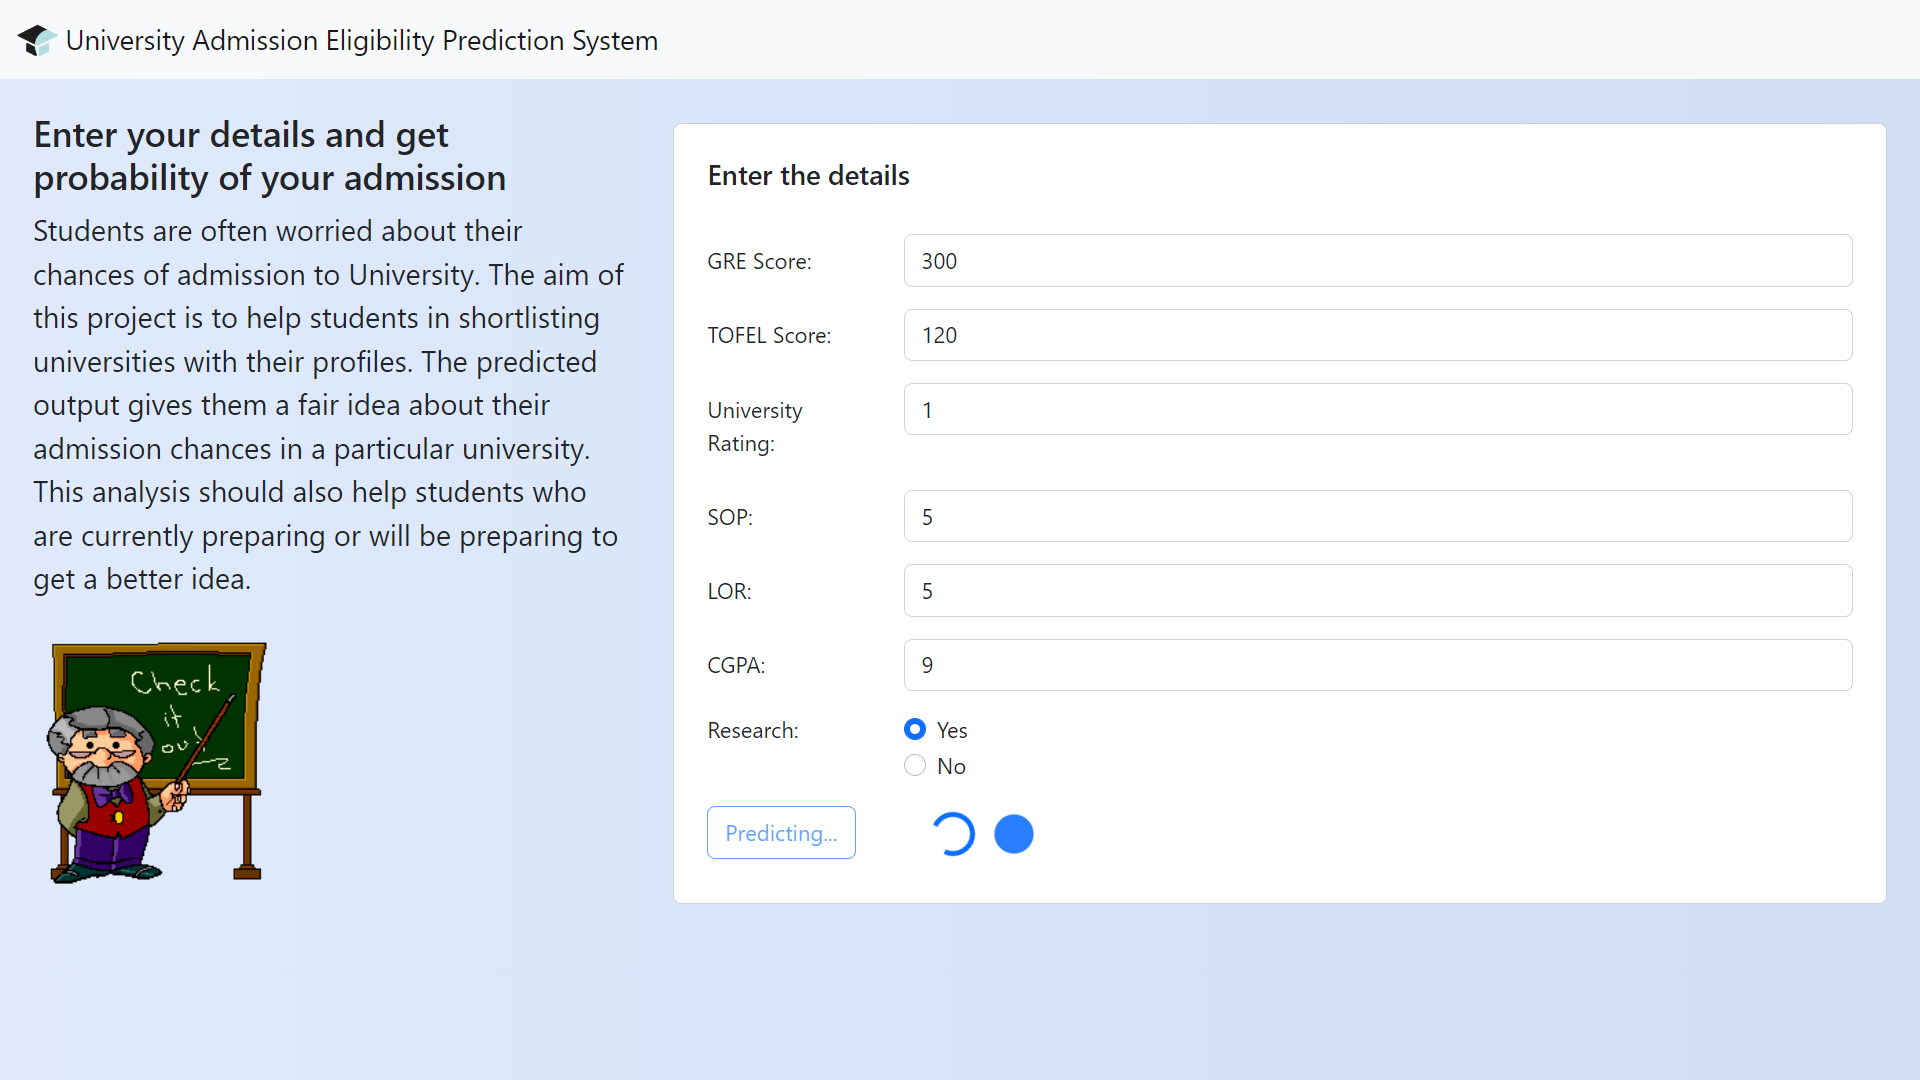 University Admission Eligibility Prediction System
Enter your details and get
probability of your admission
Students are often worried about their
chances of admission to University. The aim of
this project is to help students in shortlisting
universities with their profiles. The predicted
output gives them a fair idea about their
admission chances in a particular university.
This analysis should also help students who
are currently preparing or will be preparing to
get a better idea.
Check
it
out
Enter the details
GRE Score: 300
TOFEL Score: 120
University 1
Rating:
SOP: 5
LOR: 5
CGPA: 9
Research: Yes
No
Predicting...